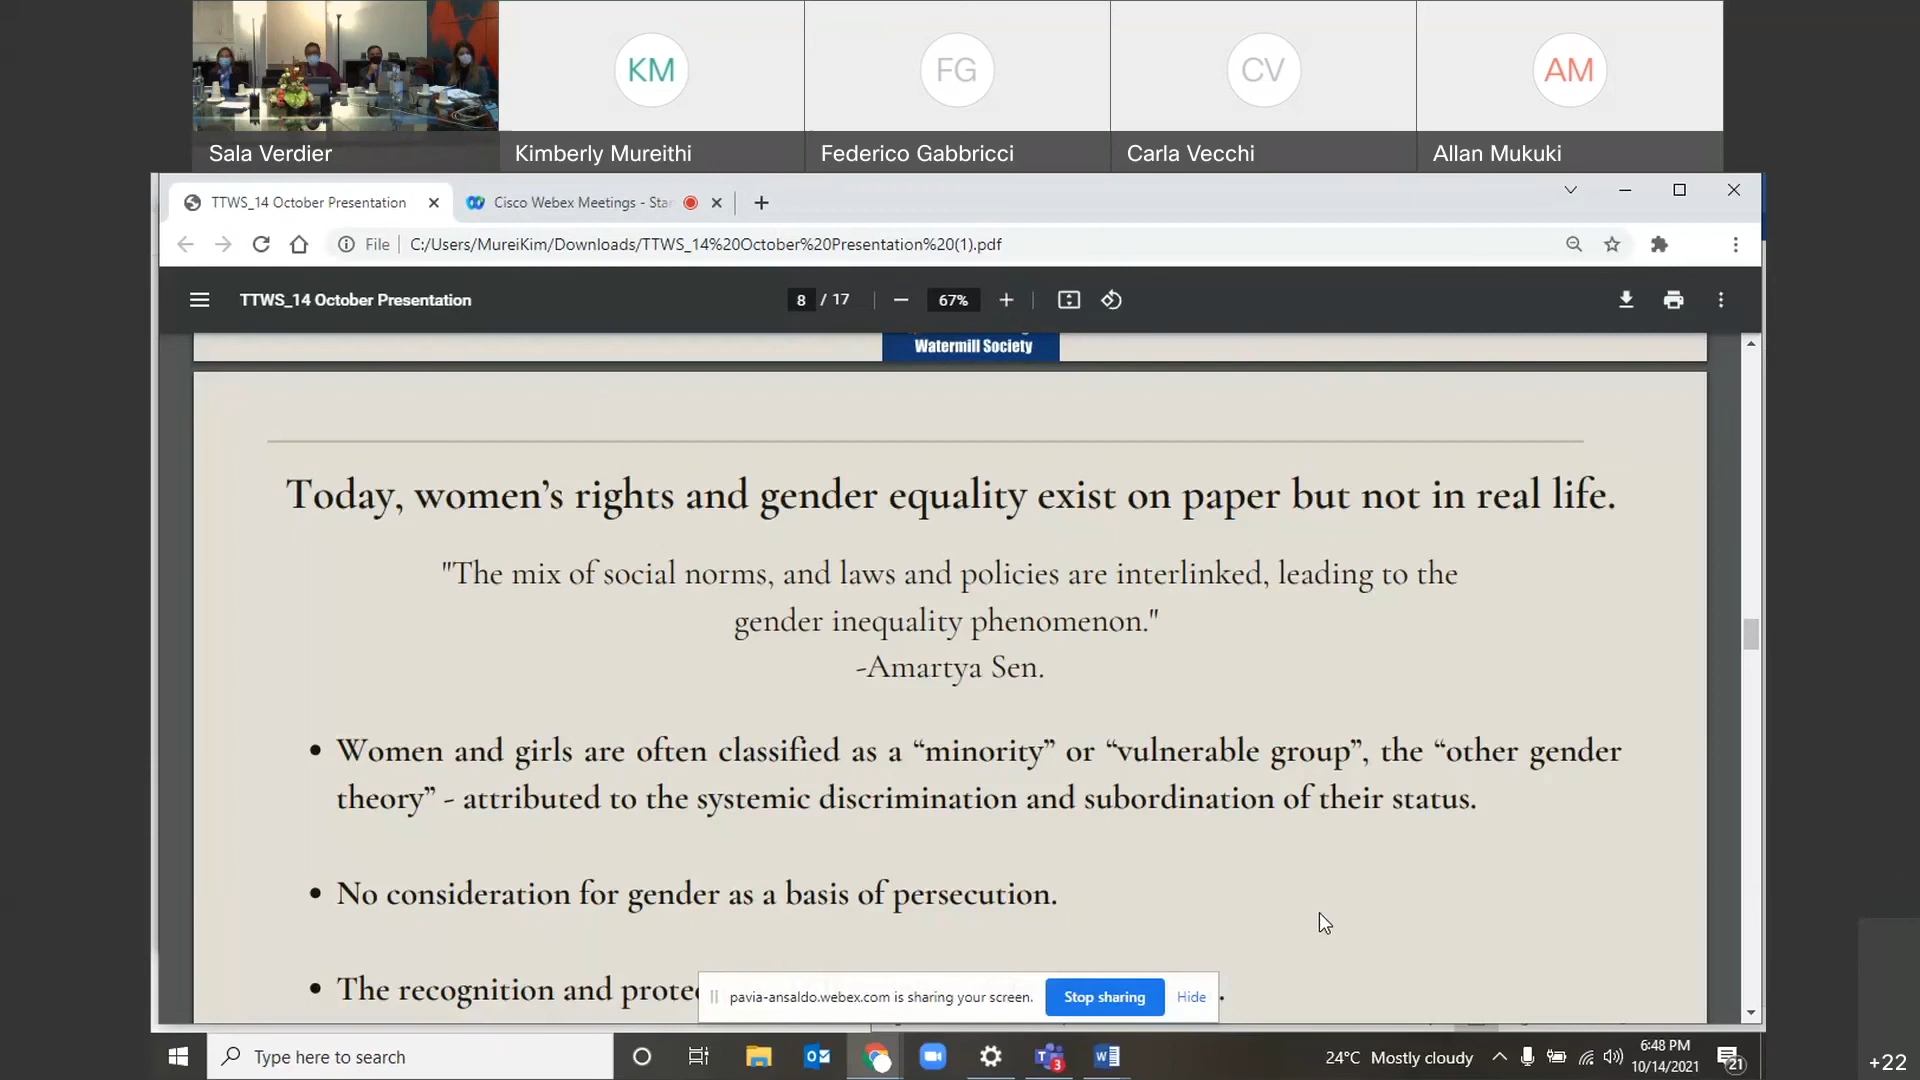 KM
FG
CV
AM
Sala Verdier
Kimberly Mureithi
Federico Gabbricci
Carla Vecchi
Allan Mukuki
TTWS_14 October Presentation
Cisco Webex Meetings - Star
File
C:/Users/MureiKim/Downloads/TTWS_14%20October%20Presentation%20(1).pdf
TTWS_14 October Presentation
8 / 17
67%
Watermill Society
Today, women’s rights and gender equality exist on paper but not in real life.
"The mix of social norms, and laws and policies are interlinked, leading to the
gender inequality phenomenon."
-Amartya Sen.
• Women and girls are often classified as a “minority” or “vulnerable group”, the “other gender
theory” - attributed to the systemic discrimination and subordination of their status.
• No consideration for gender as a basis of persecution.
• The recognition and protec
pavia-ansaldo.webex.com is sharing your screen.
Stop sharing
Hide
Type here to search
3
24°C Mostly cloudy
6:48 PM
10/14/2021
21
+22